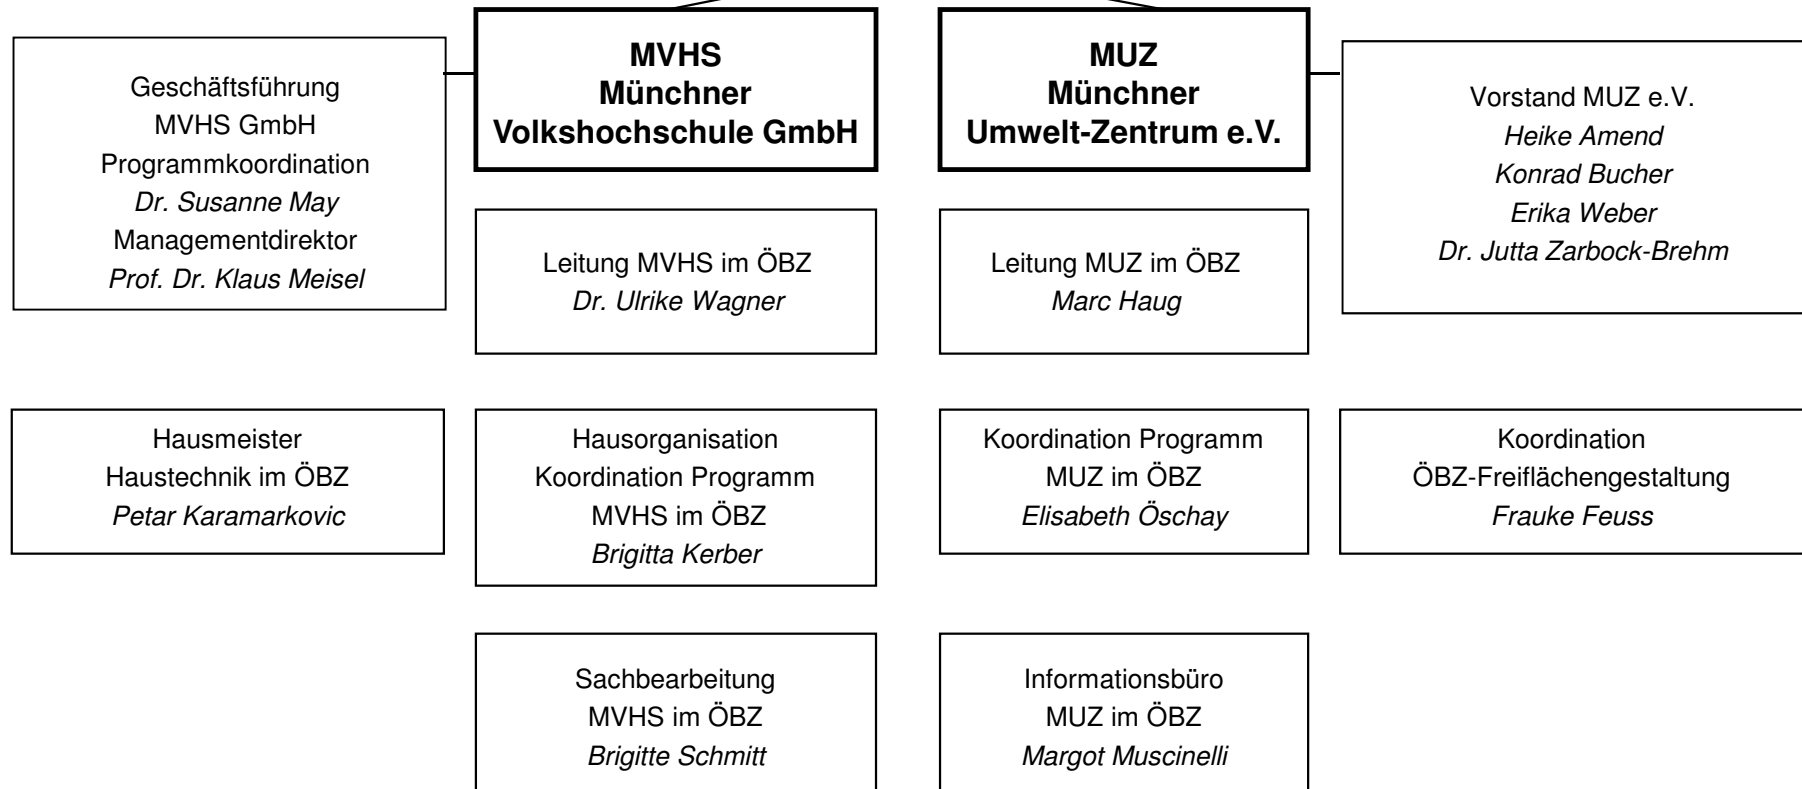 Geschäftsführung
MVHS GmbH
Programmkoordination
Dr. Susanne May
Managementdirektor
Prof. Dr. Klaus Meisel
MVHS
Münchner
Volkshochschule GmbH
MUZ
Münchner
Umwelt-Zentrum e.V.
Vorstand MUZ e.V.
Heike Amend
Konrad Bucher
Erika Weber
Dr. Jutta Zarbock-Brehm
Leitung MVHS im ÖBZ
Dr. Ulrike Wagner
Leitung MUZ im ÖBZ
Marc Haug
Hausmeister
Haustechnik im ÖBZ
Petar Karamarkovic
Hausorganisation
Koordination Programm
MVHS im ÖBZ
Brigitta Kerber
Koordination Programm
MUZ im ÖBZ
Elisabeth Öschay
Koordination
ÖBZ-Freiflächengestaltung
Frauke Feuss
Sachbearbeitung
MVHS im ÖBZ
Brigitte Schmitt
Informationsbüro
MUZ im ÖBZ
Margot Muscinelli